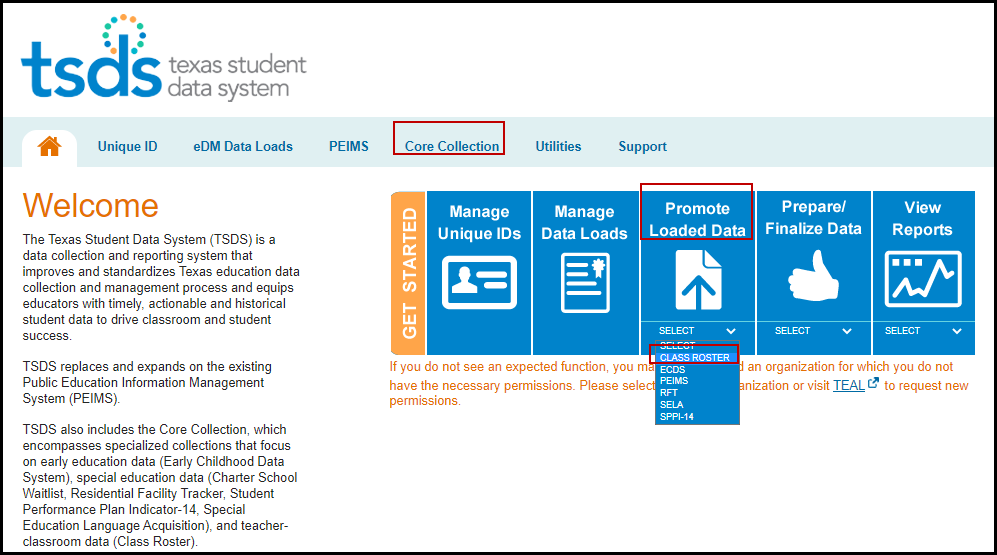 tsds texas student
data system
Unique ID eDM Data Loads PEIMS Core Collection Utilities Support
Welcome
The Texas Student Data System (TSDS) is a
data collection and reporting system that
improves and standardizes Texas education data
collection and management process and equips
educators with timely, actionable and historical
student data to drive classroom and student
success.
TSDS replaces and expands on the existing
Public Education Information Management
System (PEIMS).
TSDS also includes the Core Collection, which
encompasses specialized collections that focus
on early education data (Early Childhood Data
System), special education data (Charter School
Waitlist, Residential Facility Tracker, Student
Performance Plan Indicator-14, Special
Education Language Acquisition), and teacher-
classroom data (Class Roster).
GET STARTED
Manage
Unique IDs
Manage
Data Loads
Promote
Loaded Data
SELECT
SELECT
CLASS ROSTER
ECDS
PEIMS
RFT
SELA
SPPI-14
Prepare/
Finalize Data
SELECT
View
Reports
SELECT
If you do not see an expected function, you may d an organization for which you do not
have the necessary permissions. Please select anization or visit TEAL to request new
permissions.